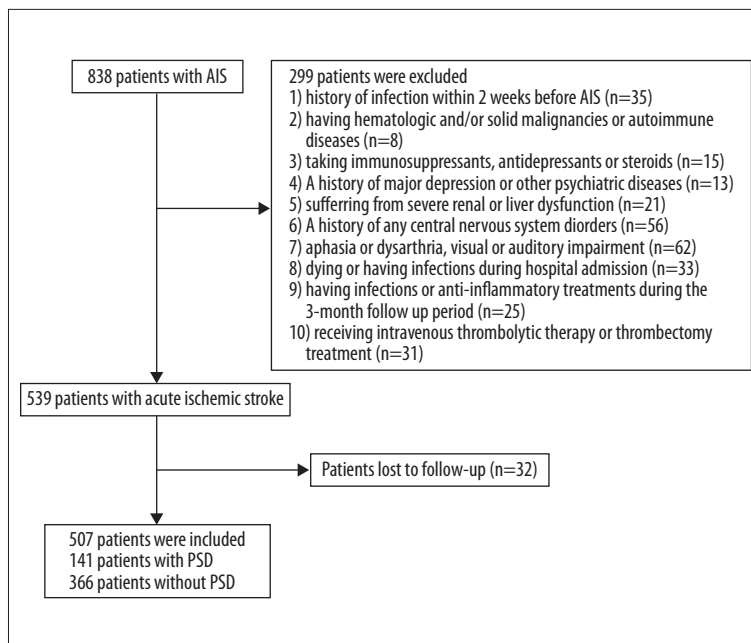 838 patients with AIS
299 patients were excluded
1) history of infection within 2 weeks before AIS (n=35)
2) having hematologic and/or solid malignancies or autoimmune
diseases (n=8)
3) taking immusuppressants, antidepressants or steroids (n=15)
4) A history of major depression or other psychiatric diseases (n=13)
5) suffering from severe renal or liver dysfunction (n=21)
6) A history of any central nervous system diorders (n=56)
7) aphasia or dysarthria, visual or auditory impairment (n=62)
8) dying or having infections during hospital admission (n=33)
9) having infections or anti-inflammatory treatments during the
3-month follow up period (n=25)
10) receiving intravenous thrombolytic therapy or thrombectomy
treatment (n=31)
539 patients with acute ischemic stroke
Patients lost to follow-up (n=32)
507 patients were included
141 patients with PSD
366 patients without PSD